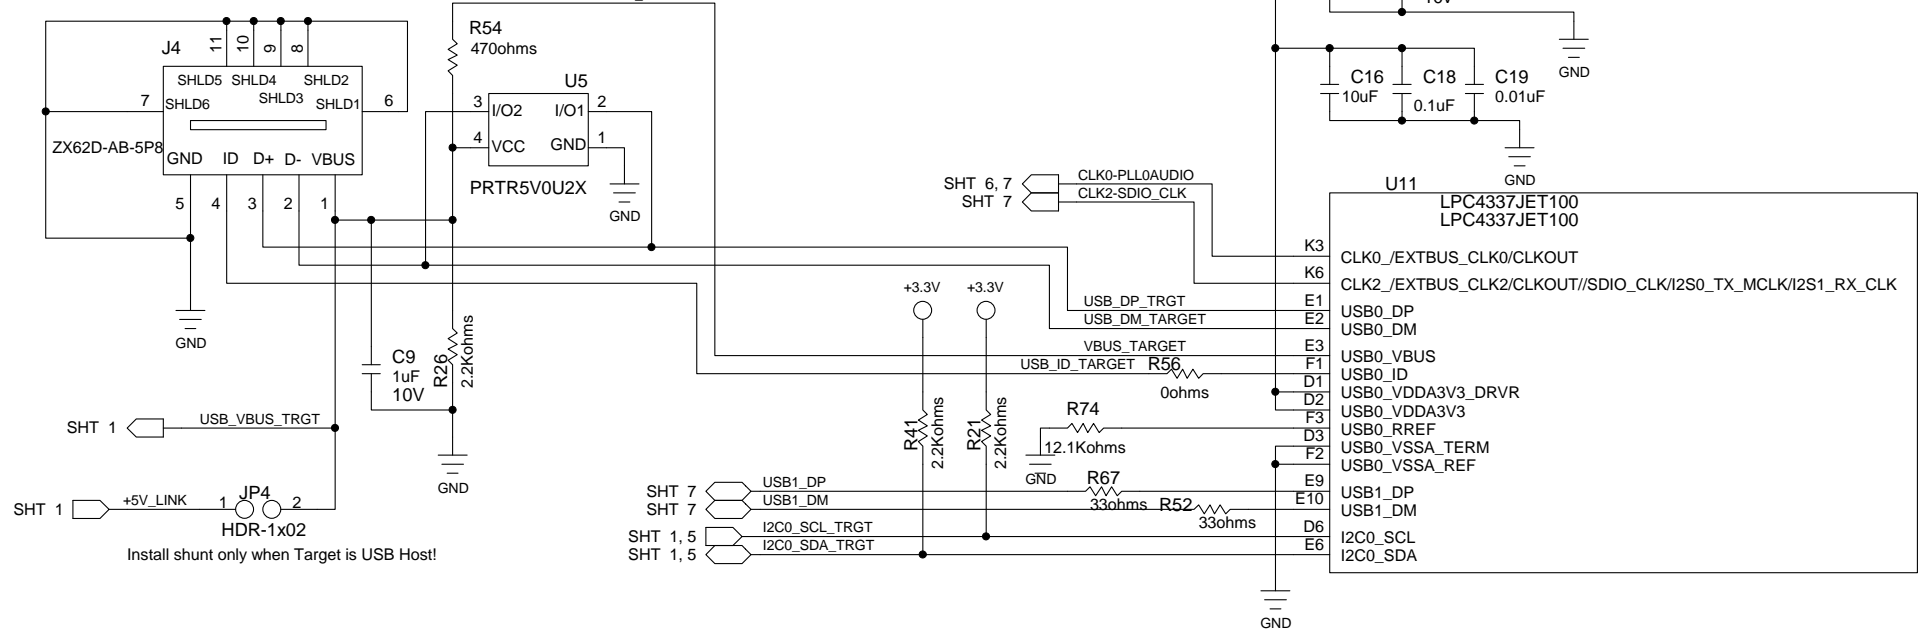 R54
470ohms
J4
11
10
9
8
SHLD5
SHLD4
SHLD3
SHLD2
7
SHLD6
SHLD1
6
ZX62D-AB-5P8
GND
ID
D+
D-
VBUS
5
4
3
2
1
GND
U5
3
I/O2
I/O1
2
4
VCC
GND
1
PRTR5V0U2X
GND
C16
10uF
C18
0.1uF
C19
0.01uF
GND
GND
SHT 6,7
CLK0-PLL0AUDIO
SHT 7
CLK2-SDIO_CLK
U11
LPC4337JET100
LPC4337JET100
K3
CLK0_/EXTBUS_CLK0/CLKOUT
K6
CLK2_/EXTBUS_CLK2/CLKOUT//SDIO_CLK/I2S0_TX_MCLK/I2S1_RX_CLK
+3.3V
+3.3V
USB_DP_TRGT
E1
USB0_DP
USB_DM_TARGET
E2
USB0_DM
VBUS_TARGET
E3
USB0_VBUS
USB_ID_TARGET
R56
0ohms
F1
USB0_ID
D1
USB0_VDDA3V3_DRVR
D2
USB0_VDDA3V3
R74
12.1Kohms
GND
F3
USB0_RREF
D3
USB0_VSSA_TERM
F2
USB0_VSSA_REF
C9
1uF
10V
R26
2.2Kohms
GND
R41
2.2Kohms
R21
2.2Kohms
SHT 1
USB_VBUS_TRGT
SHT 1
+5V_LINK
1
JP4
2
HDR-1x02
Install shunt only when Target is USB Host!
SHT 7
USB1_DP
R67
33ohms
E9
USB1_DP
SHT 7
USB1_DM
R52
33ohms
E10
USB1_DM
SHT 1,5
I2C0_SCL_TRGT
D6
I2C0_SCL
SHT 1,5
I2C0_SDA_TRGT
E6
I2C0_SDA
GND